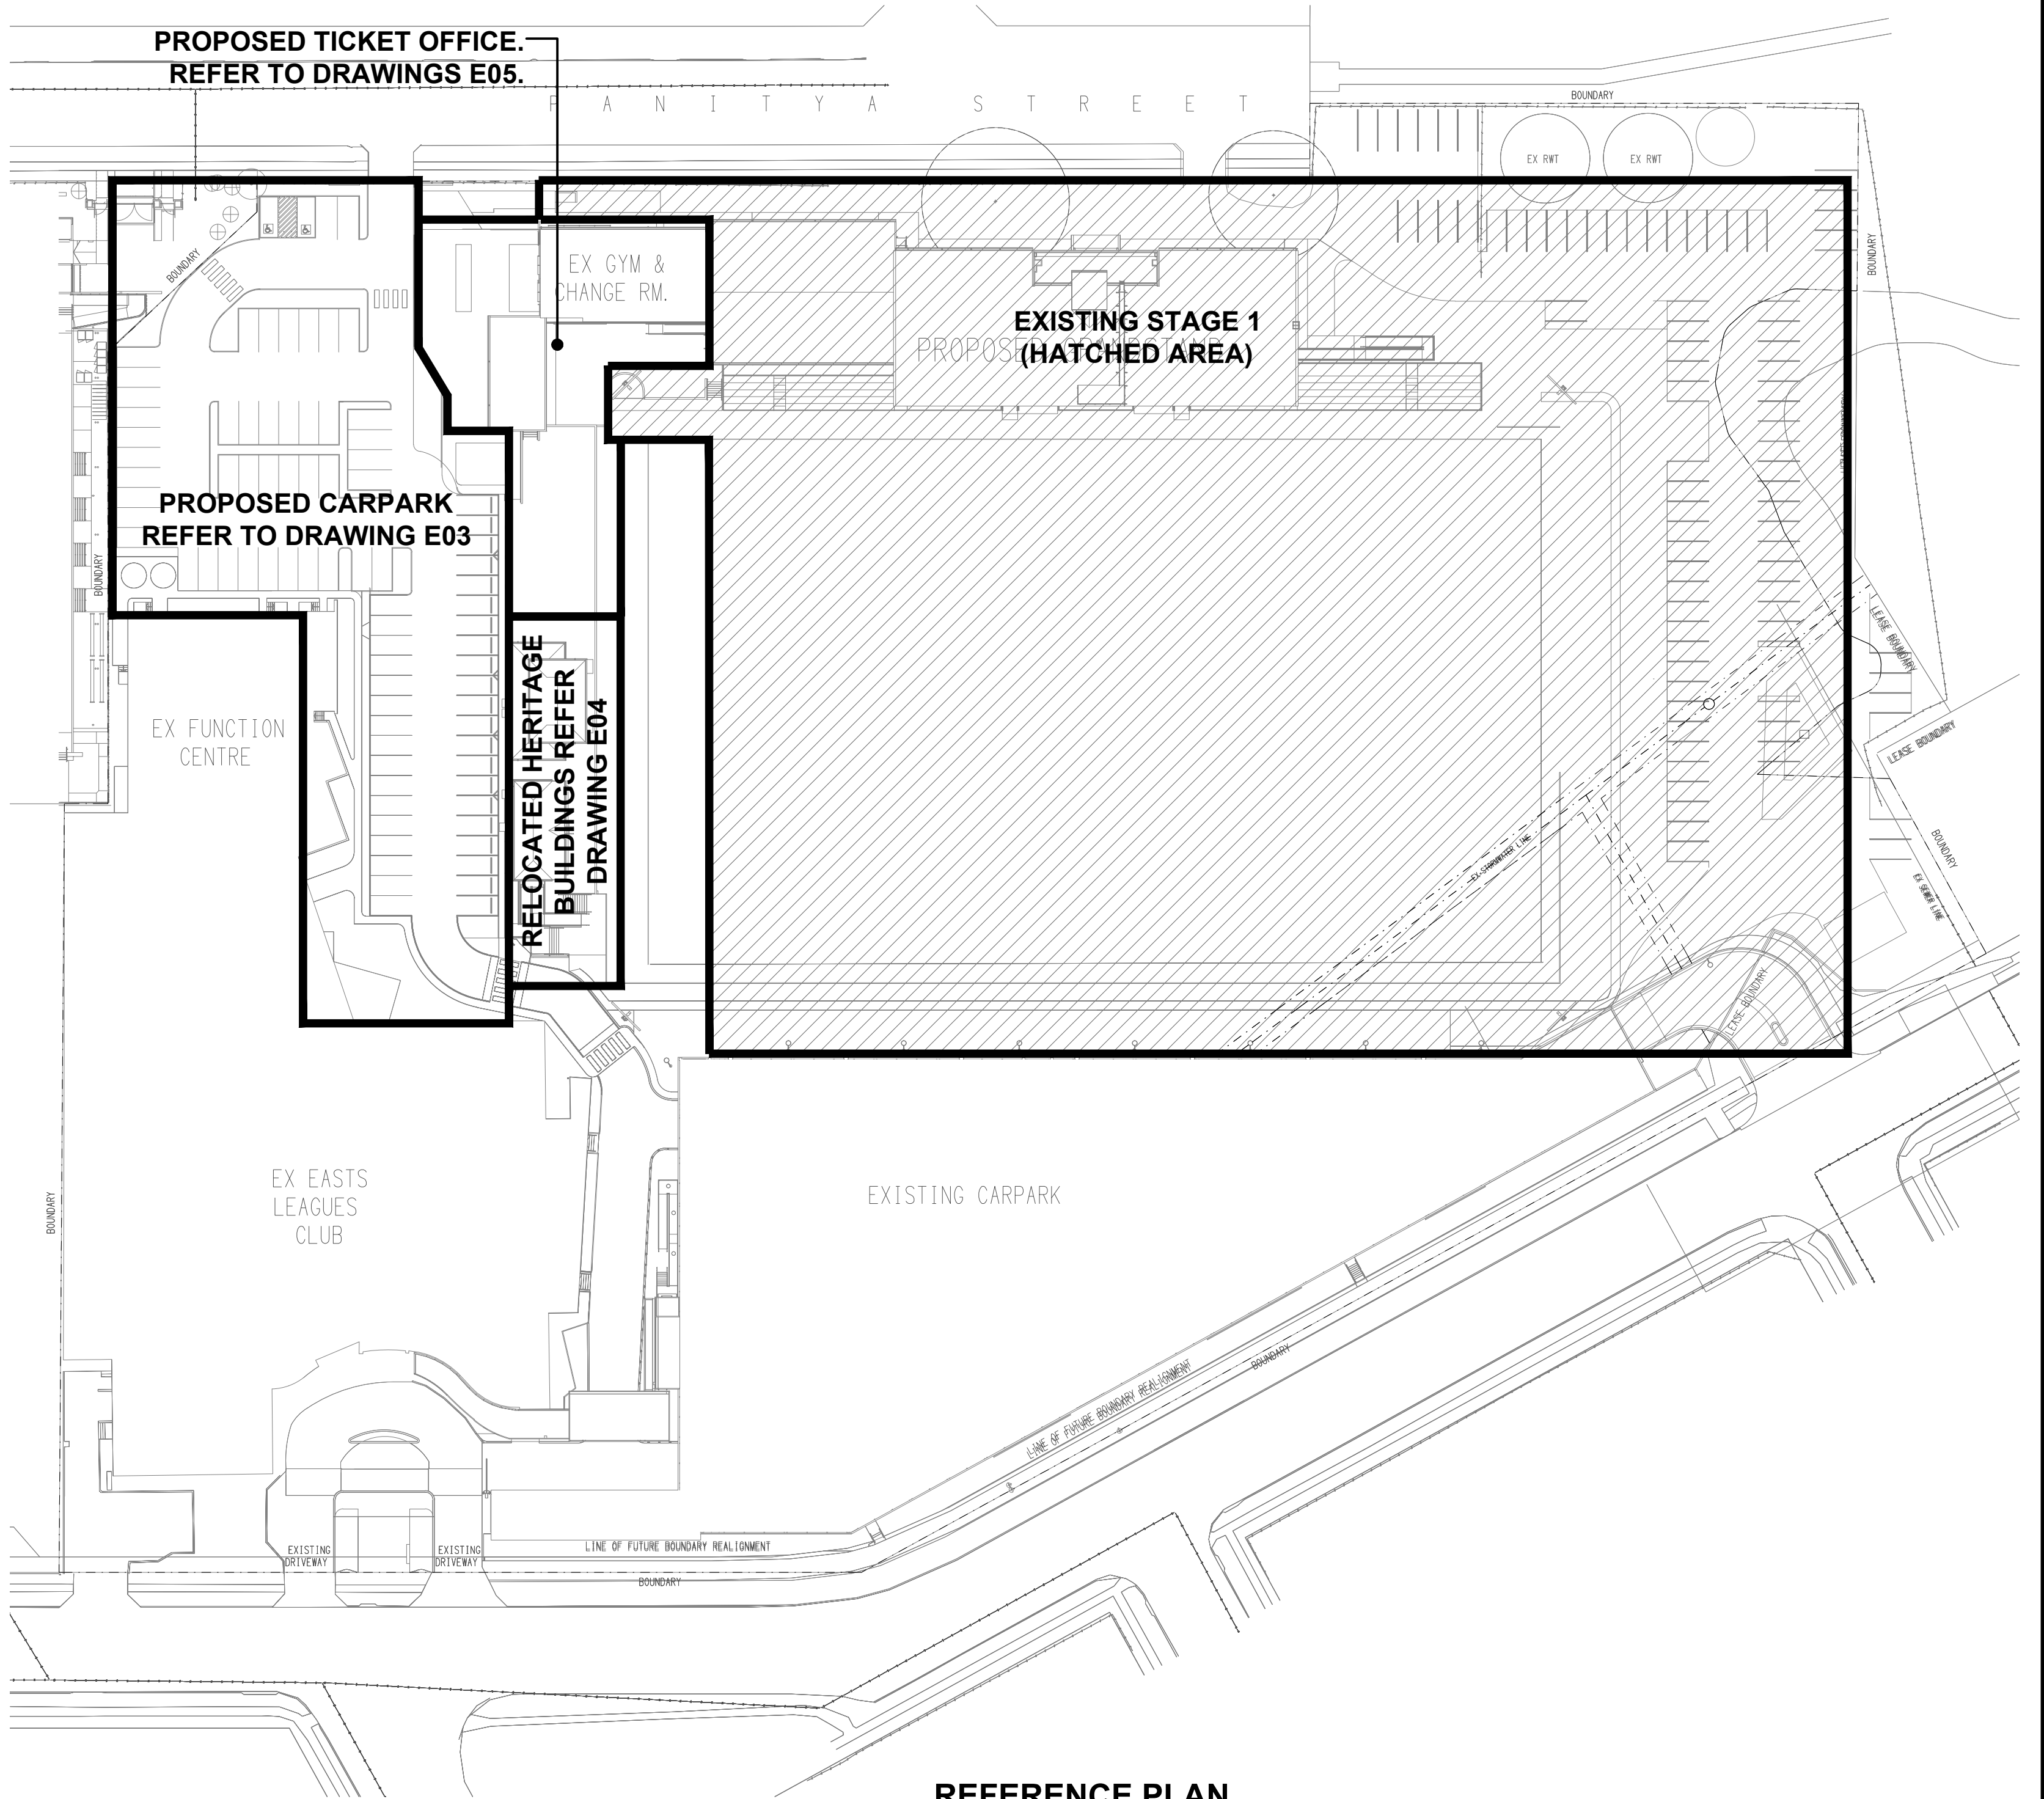 PROPOSED TICKET OFFICE.
REFER TO DRAWINGS E05.
PANITYA STREET
BOUNDARY
EX RWT
EX RWT
BOUNDARY
BOUNDARY
EX GYM &
CHANGE RM.
EXISTING STAGE 1
(HATCHED AREA)
PROPOSED GRANDSTAND
PROPOSED CARPARK
REFER TO DRAWING E03
BOUNDARY
RELOCATED HERITAGE
BUILDINGS REFER
DRAWING E04
EX FUNCTION
CENTRE
LEASE BOUNDARY
LEASE BOUNDARY
EX STORMWATER LINE
BOUNDARY
EX SEWER LINE
LEASE BOUNDARY
EX EASTS
LEAGUES
CLUB
BOUNDARY
EXISTING CARPARK
LINE OF FUTURE BOUNDARY REALIGNMENT
BOUNDARY
EXISTING
DRIVEWAY
EXISTING
DRIVEWAY
LINE OF FUTURE BOUNDARY REALIGNMENT
BOUNDARY
REFERENCE PLAN